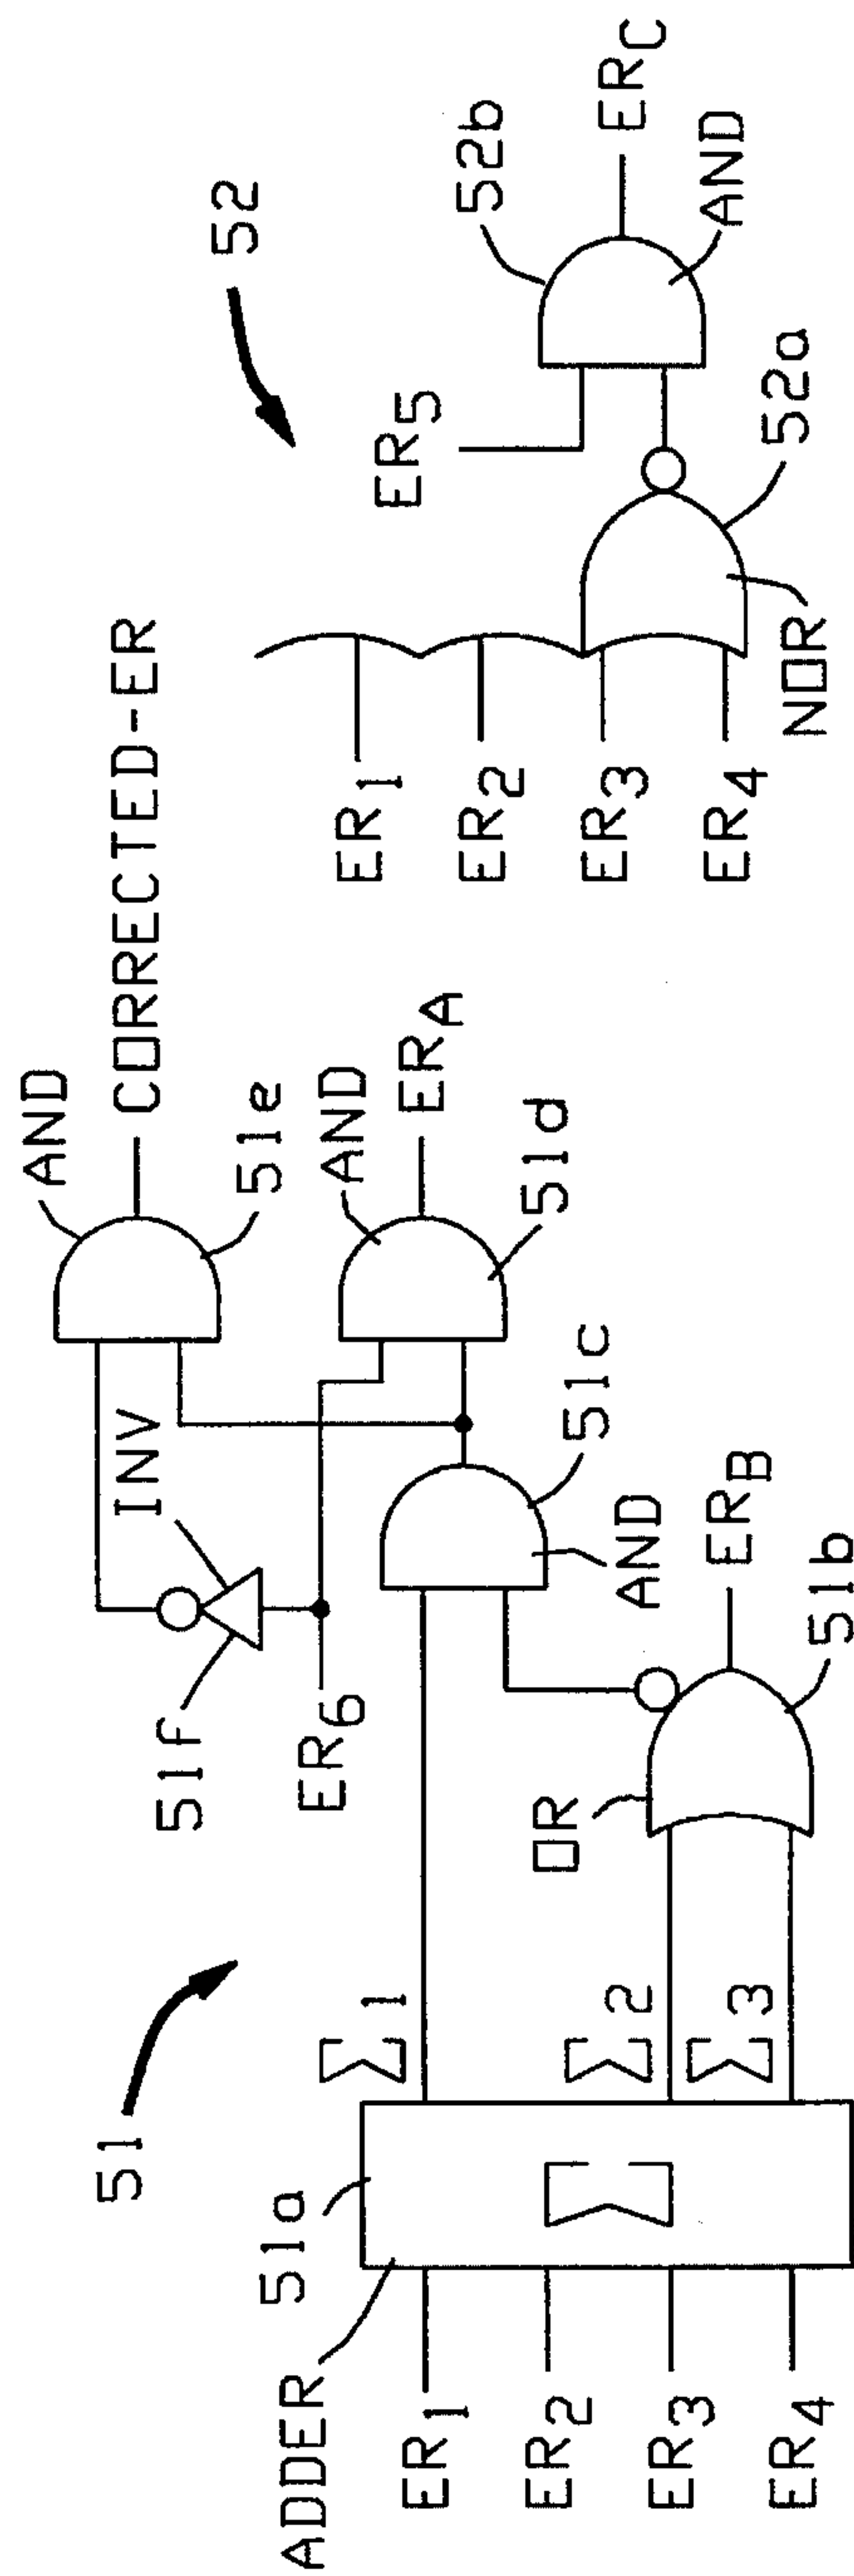 51
ADDER
51a
ER1
ER2
ER3
ER4
Σ
Σ1
Σ2
Σ3
OR
51b
ERB
AND
51c
ER6
51f
INV
AND
51e
CORRECTED-ER
AND
51d
ERA
52
ER1
ER2
ER3
ER4
NOR
52a
ER5
52b
AND
ERC